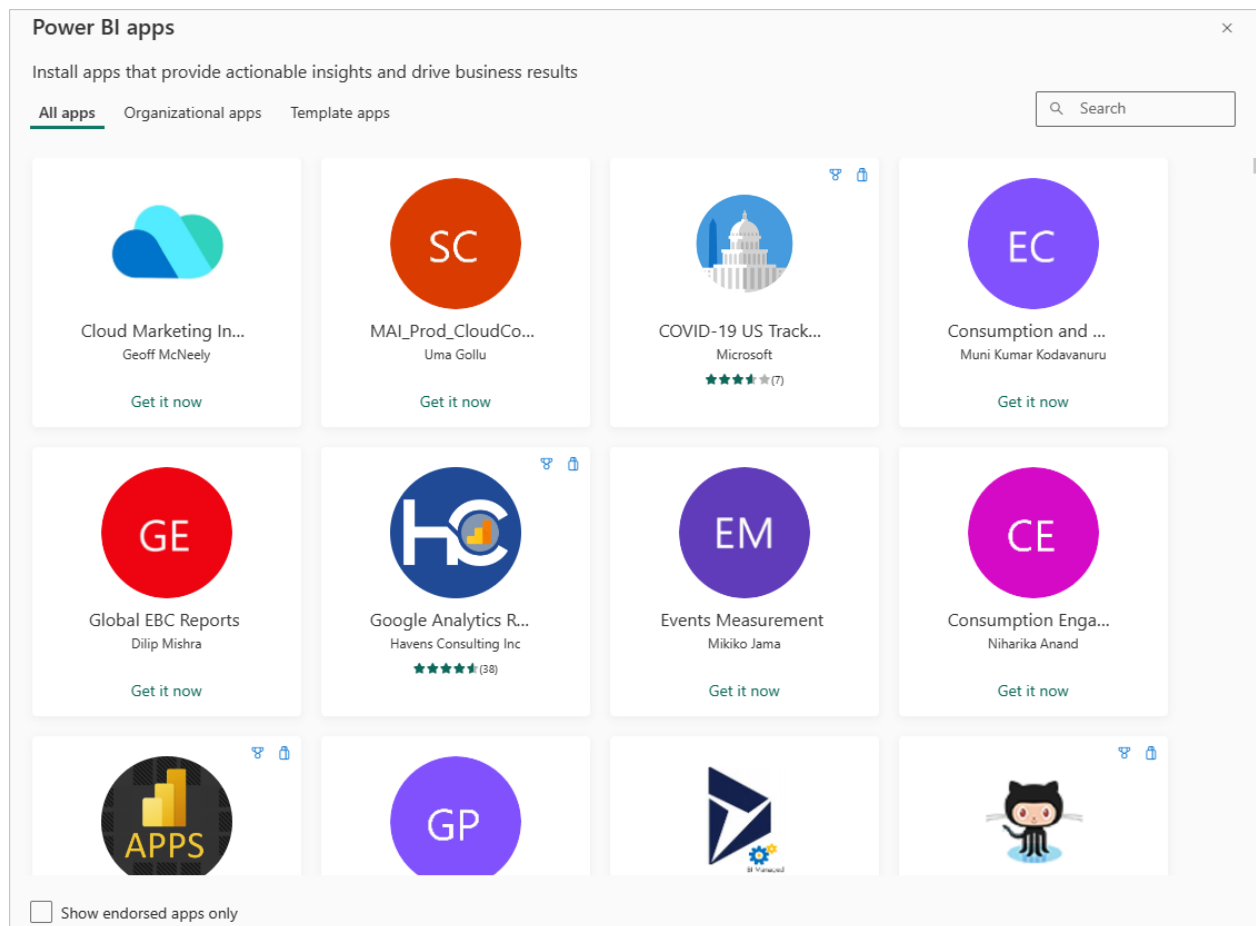 Power BI apps
Install apps that provide actionable insights and drive business results
All apps
Organizational apps
Template apps
Search
SC
EC
Cloud Marketing In...
MAI_Prod_CloudCo...
COVID-19 US Track...
Consumption and ...
Geoff McNeely
Uma Gollu
Microsoft
Muni Kumar Kodavanuru
(7)
Get it now
Get it now
Get it now
GE
HC
EM
CE
Global EBC Reports
Google Analytics R...
Events Measurement
Consumption Enga...
Dilip Mishra
Havens Consulting Inc
Mikiko Jama
Niharika Anand
(38)
Get it now
Get it now
Get it now
APPS
GP
BI Managed
Show endorsed apps only